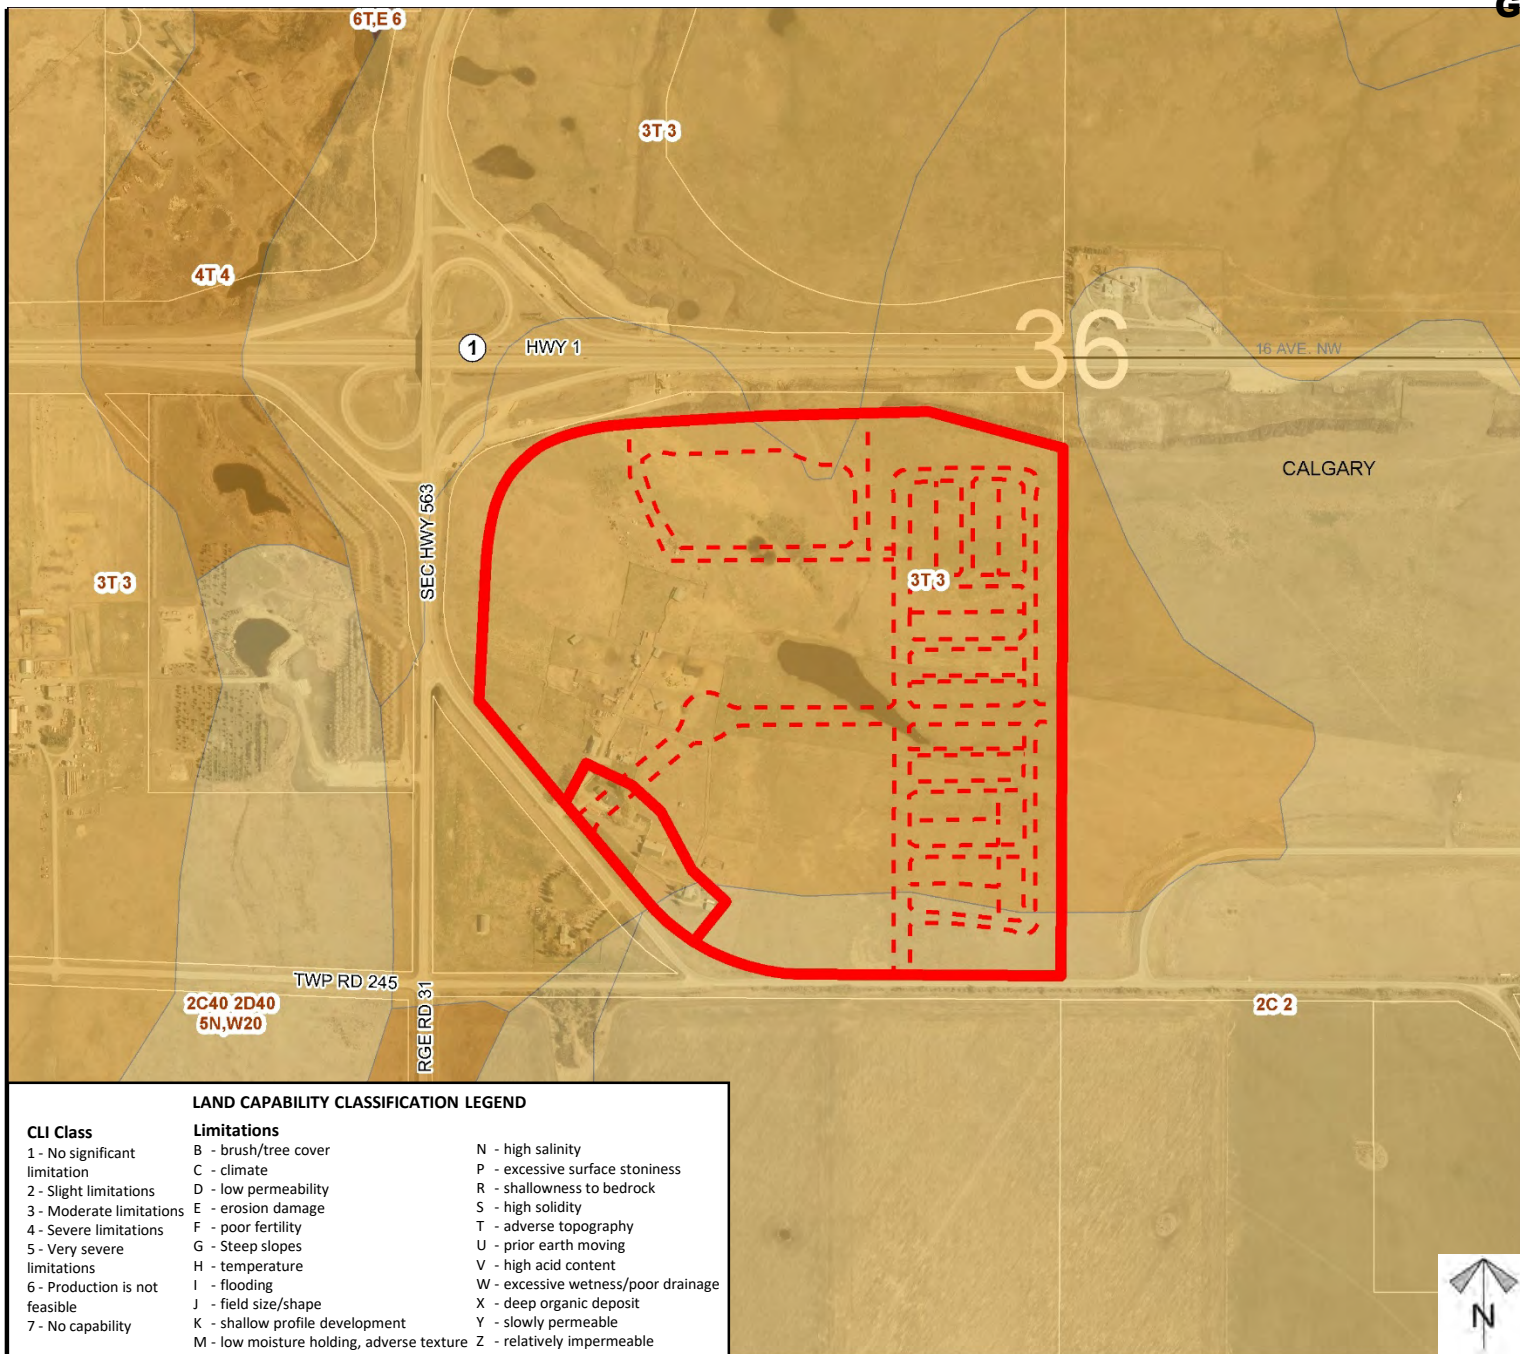 G
6T,E 6
3T 3
4T 4
36
1
HWY 1
16 AVE. NW
CALGARY
SEC HWY 563
3T 3
3T 3
TWP RD 245
2C40 2D40
5N,W20
RGE RD 31
2C 2
LAND CAPABILITY CLASSIFICATION LEGEND
CLI Class
1 - No significant
limitation
2 - Slight limitations
3 - Moderate limitations
4 - Severe limitations
5 - Very severe
limitations
6 - Production is not
feasible
7 - No capability
Limitations
B - brush/tree cover
C - climate
D - low permeability
E - erosion damage
F - poor fertility
G - Steep slopes
H - temperature
I - flooding
J - field size/shape
K - shallow profile development
M - low moisture holding, adverse texture
N - high salinity
P - excessive surface stoniness
R - shallowness to bedrock
S - high solidity
T - adverse topography
U - prior earth moving
V - high acid content
W - excessive wetness/poor drainage
X - deep organic deposit
Y - slowly permeable
Z - relatively impermeable
N